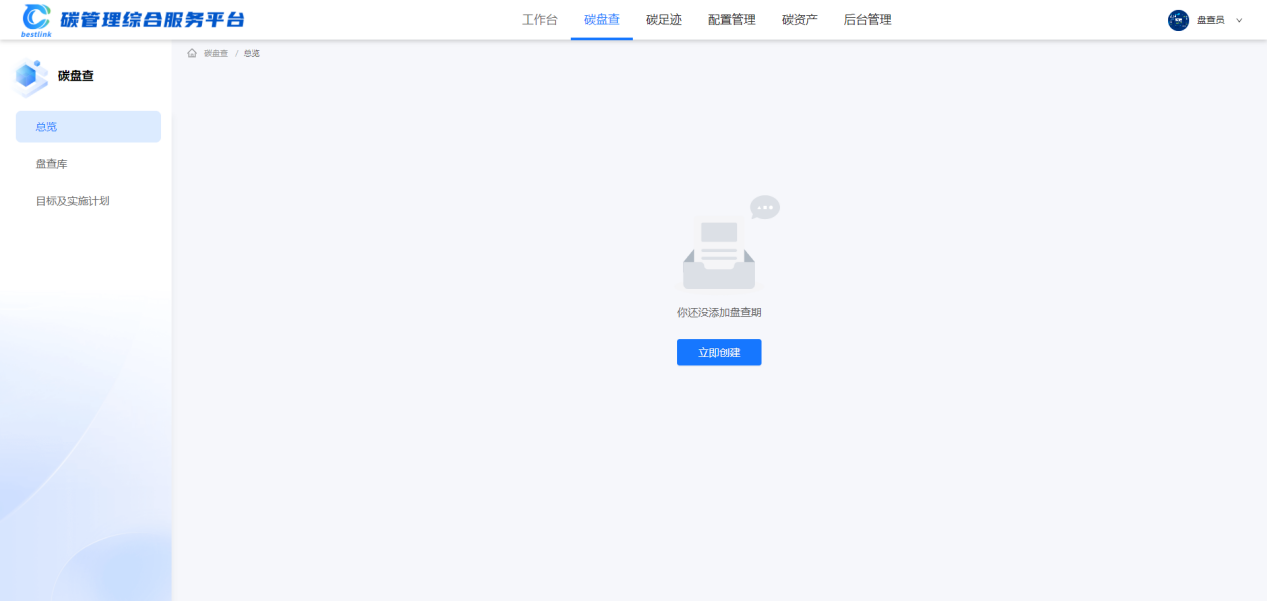 碳管理综合服务平台
bestlink
工作台 碳盘查 碳足迹 配置管理 碳资产 后台管理
盘查员
碳盘查
碳盘查 / 总览
总览
盘查库
目标及实施计划
你还没添加盘查期
立即创建